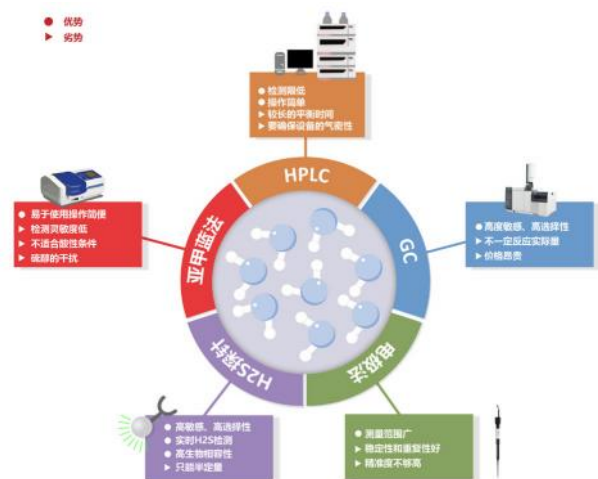 ● 优势
▶ 劣势
● 检测限低
● 操作简单
▶ 较长的平衡时间
▶ 要确保设备的气密性
HPLC
● 易于使用操作简便
▶ 检测灵敏度低
▶ 不适合酸性条件
▶ 硫醇的干扰
亚甲蓝法
GC
● 高度敏感、高选择性
▶ 不一定反应实际量
▶ 价格昂贵
H2S探针
电极法
● 高敏感、高选择性
● 实时H2S检测
● 高生物相容性
▶ 只能半定量
● 测量范围广
● 稳定性和重复性好
▶ 精准度不够高